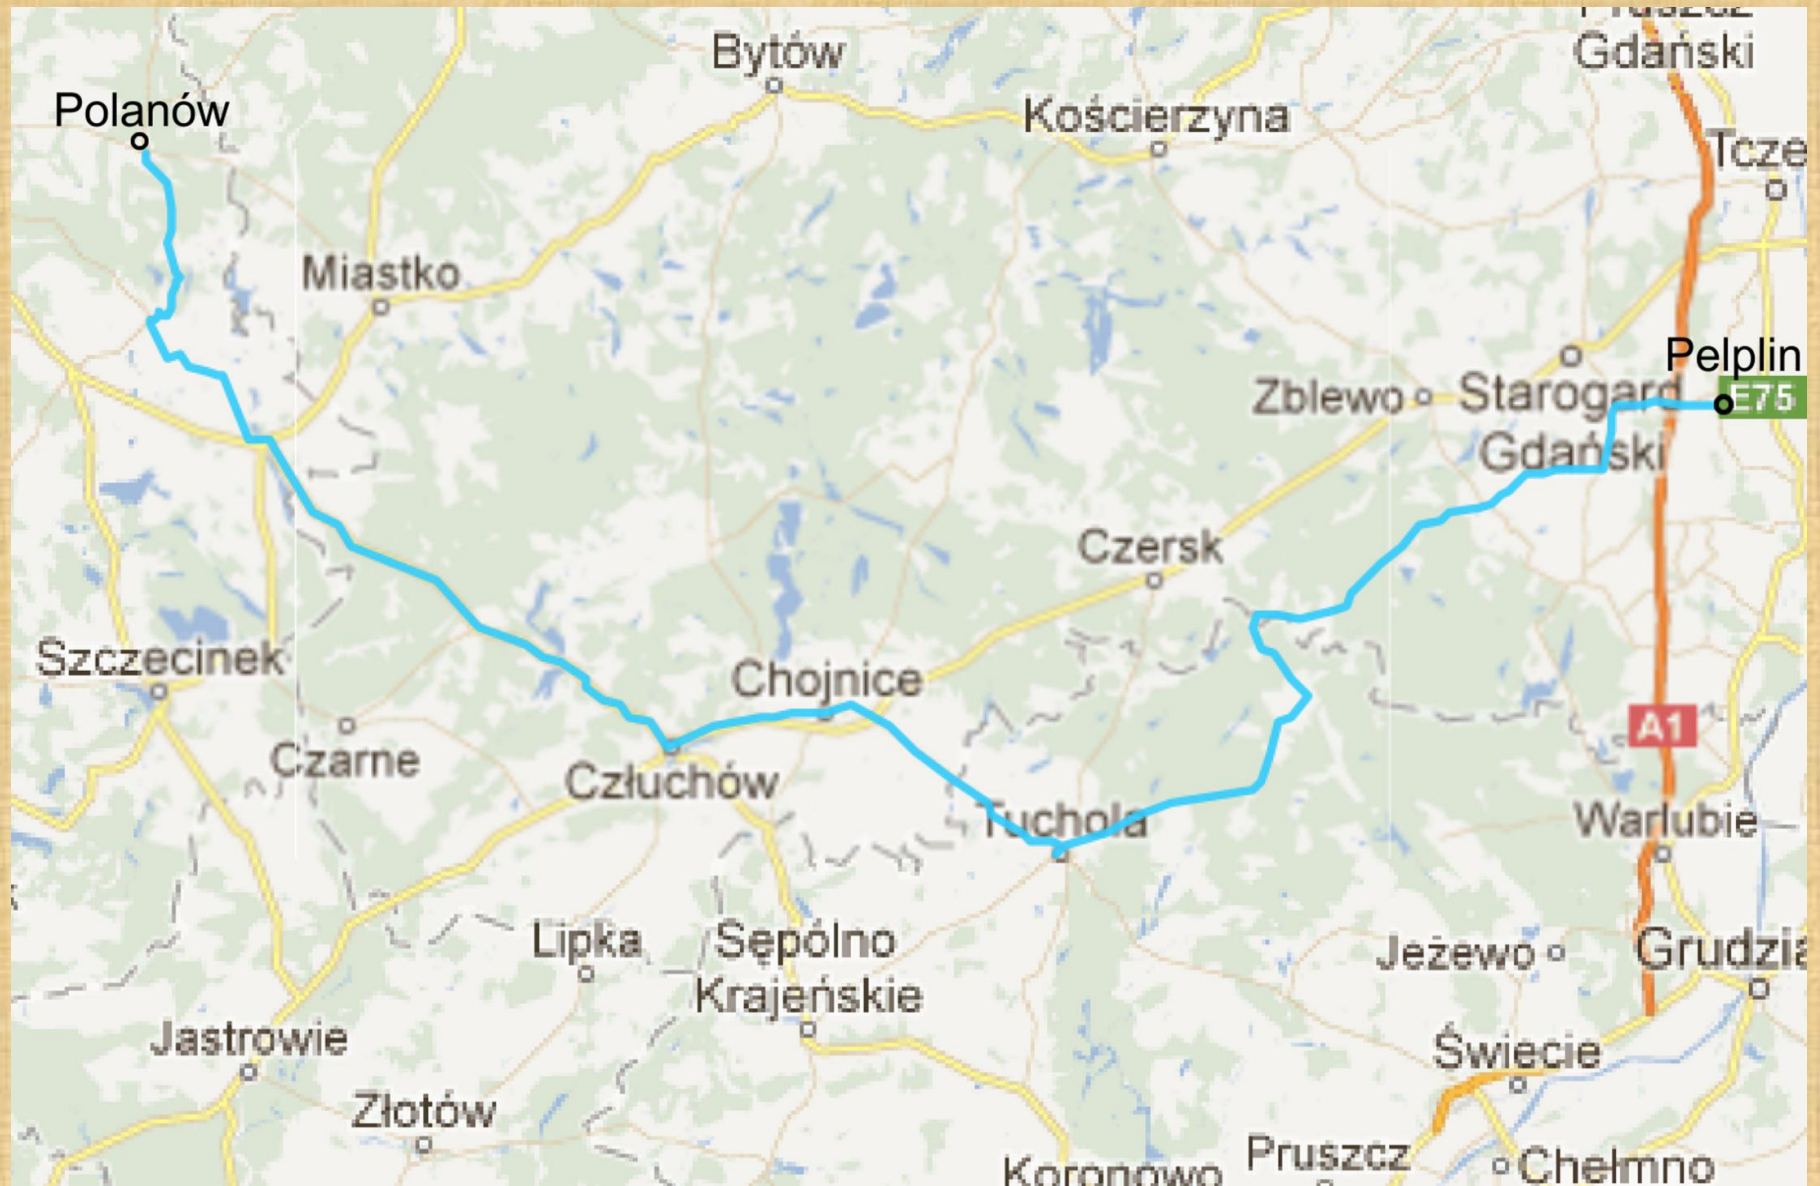 Pruszcz
Gdański
Bytów
Polanów
Kościerzyna
Tcze
Miastko
Pelplin
E75
Zblewo
Starogard
Gdański
Czersk
Szczecinek
Chojnice
A1
Czarne
Człuchów
Tuchola
Warlubie
Lipka
Sępólno
Krajeńskie
Jeżewo
Grudzia
Jastrowie
Świecie
Złotów
Pruszcz
Koronowo
Chełmno